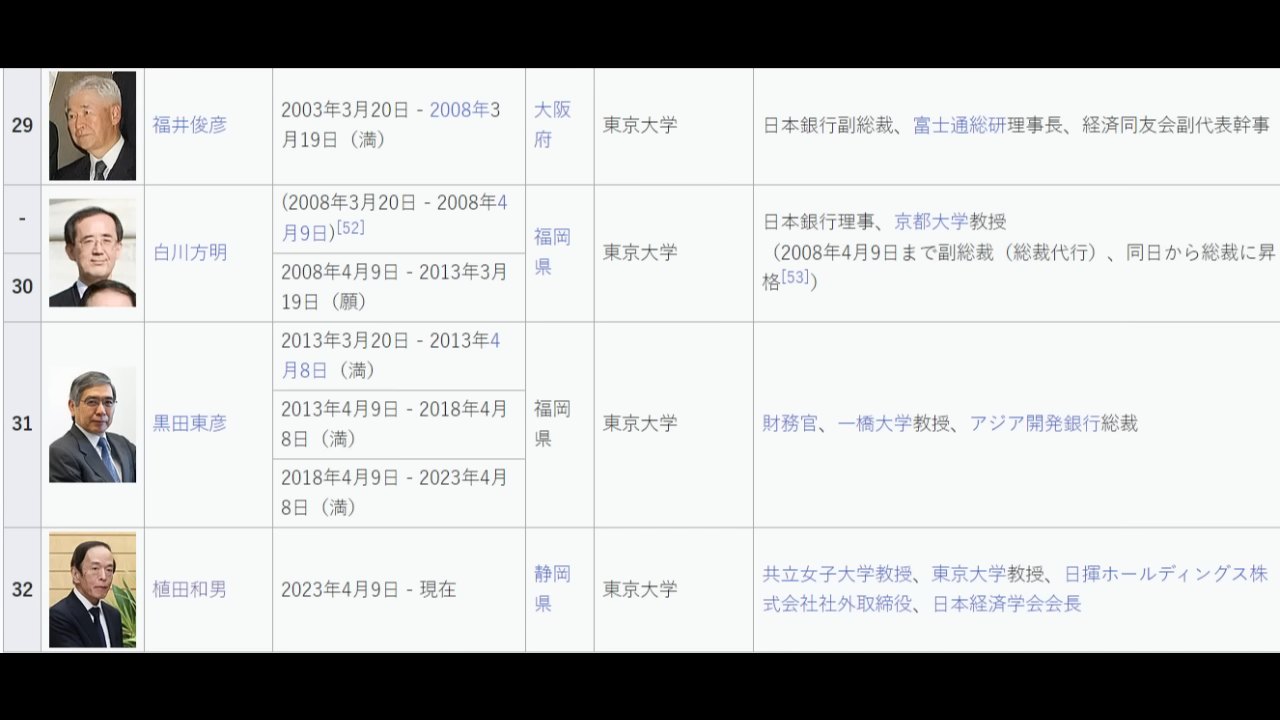 29
福井俊彦
2003年3月20日 - 2008年3
月19日（満）
大阪
府
東京大学
日本銀行副総裁、富士通総研理事長、経済同友会副代表幹事
-
30
白川方明
(2008年3月20日 - 2008年4
月9日)[52]
2008年4月9日 - 2013年3月
19日（願）
福岡
県
東京大学
日本銀行理事、京都大学教授
（2008年4月9日まで副総裁（総裁代行）、同日から総裁に昇
格[53]）
31
黒田東彦
2013年3月20日 - 2013年4
月8日（満）
2013年4月9日 - 2018年4月
8日（満）
2018年4月9日 - 2023年4月
8日（満）
福岡
県
東京大学
財務官、一橋大学教授、アジア開発銀行総裁
32
植田和男
2023年4月9日 - 現在
静岡
県
東京大学
共立女子大学教授、東京大学教授、日揮ホールディングス株
式会社社外取締役、日本経済学会会長